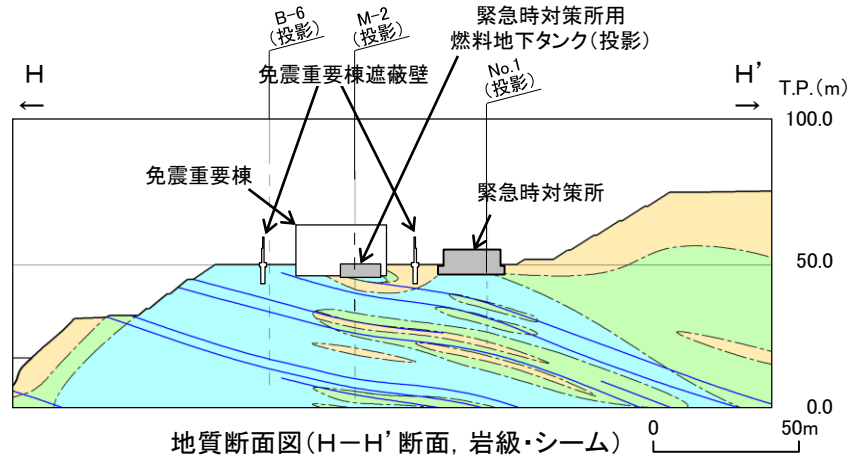 B-6
(投影)
M-2
(投影)
緊急時対策所用
燃料地下タンク(投影)
No.1
(投影)
H
←
免震重要棟遮蔽壁
H’
→
T.P.(m)
100.0
免震重要棟
緊急時対策所
50.0
0.0
地質断面図(H-H’断面, 岩級・シーム)
0
50m